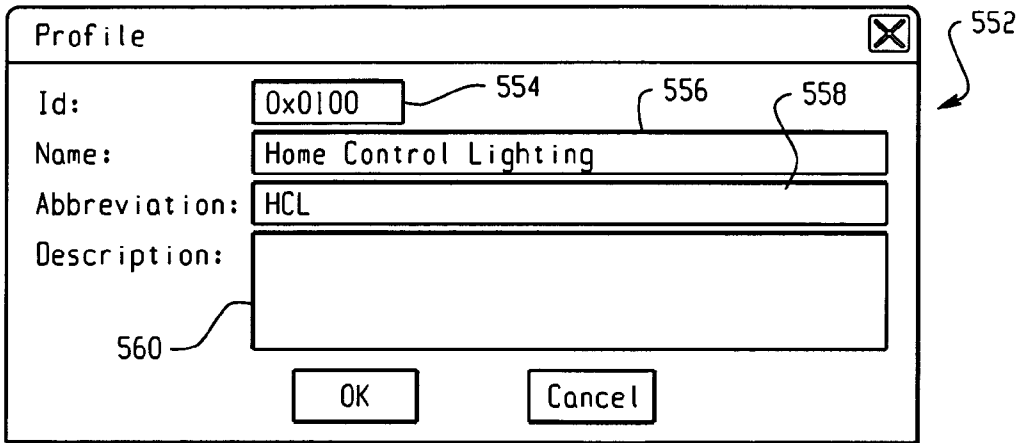 Profile
552
Id: 0x0100 554 556 558
Name: Home Control Lighting
Abbreviation: HCL
Description:
560
OK Cancel